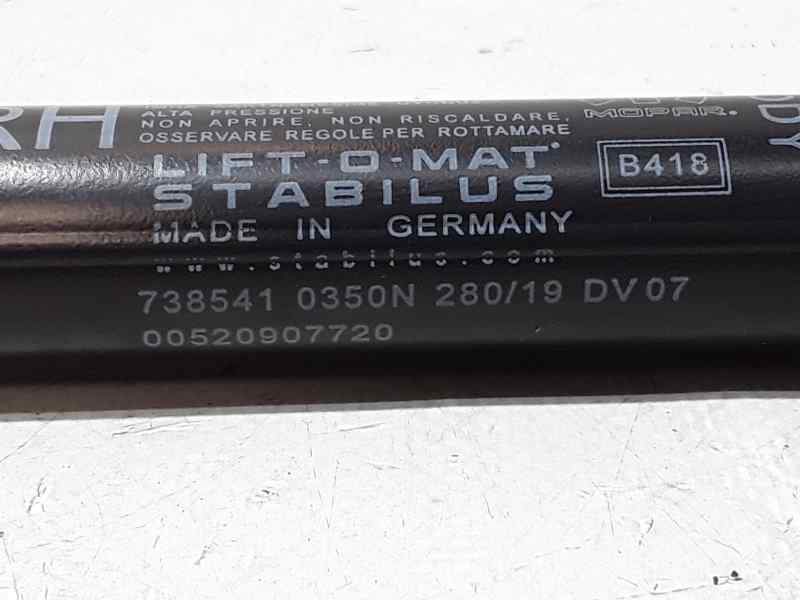 RH
ALTA PRESSIONE
NON APRIRE, NON RISCALDARE,
OSSERVARE REGOLE PER ROTTAMARE
LIFT-O-MAT
STABILUS
MADE IN GERMANY
www.stabilus.com
MOPAR.
B418
738541 0350N 280/19 DV07
00520907720